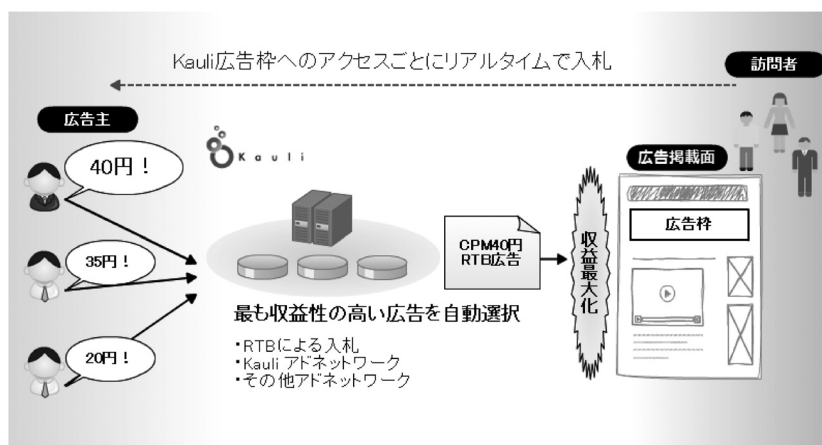 Kauli広告枠へのアクセスごとにリアルタイムで入札
訪問者
広告主
40円！
35円！
20円！
Kauli
最も収益性の高い広告を自動選択
・RTBによる入札
・Kauli アドネットワーク
・その他アドネットワーク
CPM40円
RTB広告
収益最大化
広告掲載面
広告枠